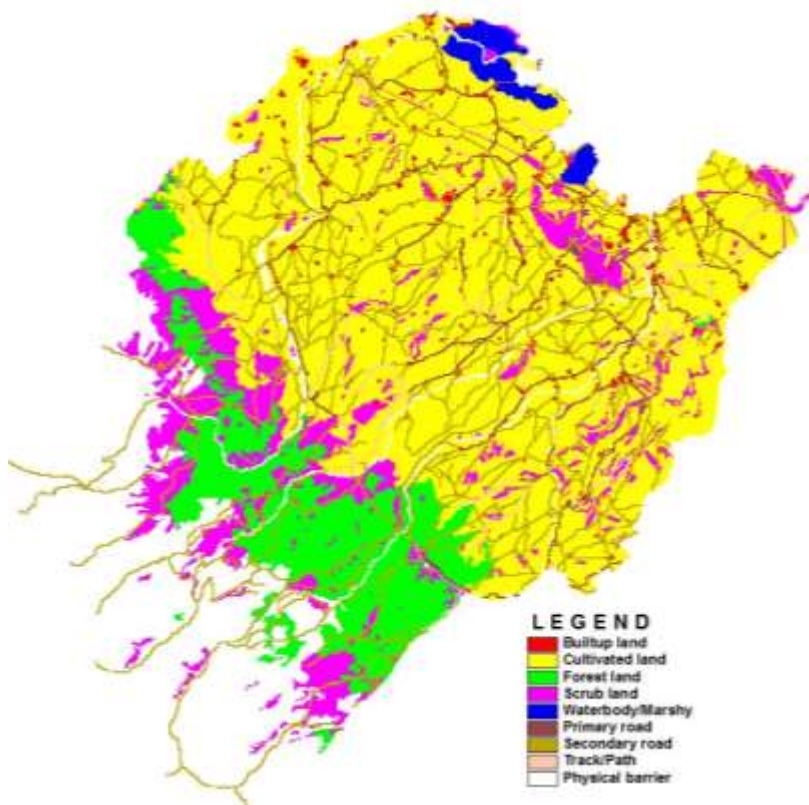 LEGEND
Builtup land
Cultivated land
Forest land
Scrub land
Waterbody/Marshy
Primary road
Secondary road
Track/Path
Physical barrier